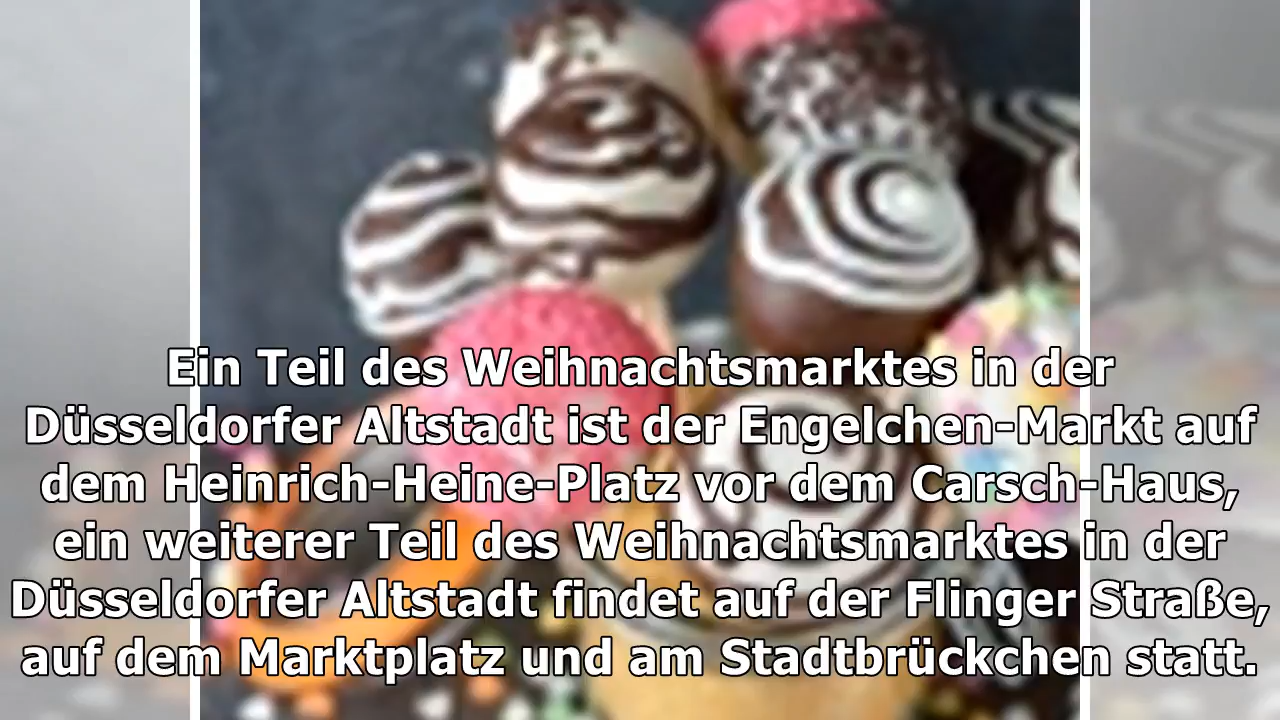 Ein Teil des Weihnachtsmarktes in der
Düsseldorfer Altstadt ist der Engelchen-Markt auf
dem Heinrich-Heine-Platz vor dem Carsch-Haus,
ein weiterer Teil des Weihnachtsmarktes in der
Düsseldorfer Altstadt findet auf der Flinger Straße,
auf dem Marktplatz und am Stadtbrückchen statt.